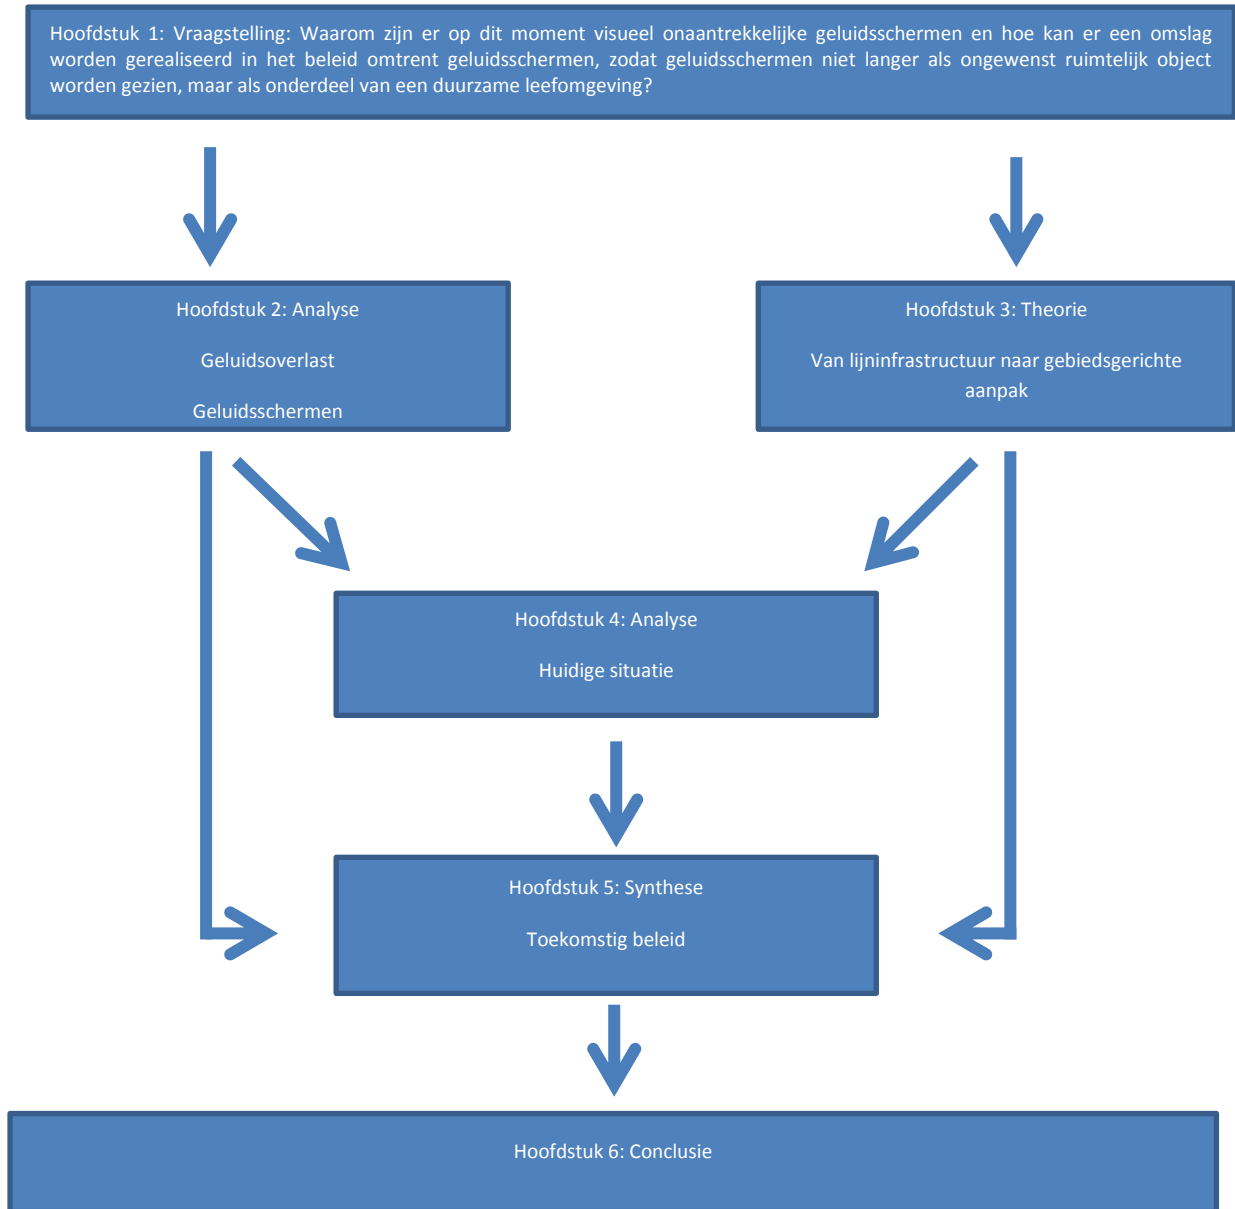 Hoofdstuk 1: Vraagstelling: Waarom zijn er op dit moment visueel onaantrekkelijke geluidsschermen en hoe kan er een omslag
worden gerealiseerd in het beleid omtrent geluidsschermen, zodat geluidsschermen niet langer als ongewenst ruimtelijk object
worden gezien, maar als onderdeel van een duurzame leefomgeving?
Hoofdstuk 2: Analyse
Geluidsoverlast
Geluidsschermen
Hoofdstuk 3: Theorie
Van lijninfrastructuur naar gebiedsgerichte
aanpak
Hoofdstuk 4: Analyse
Huidige situatie
Hoofdstuk 5: Synthese
Toekomstig beleid
Hoofdstuk 6: Conclusie